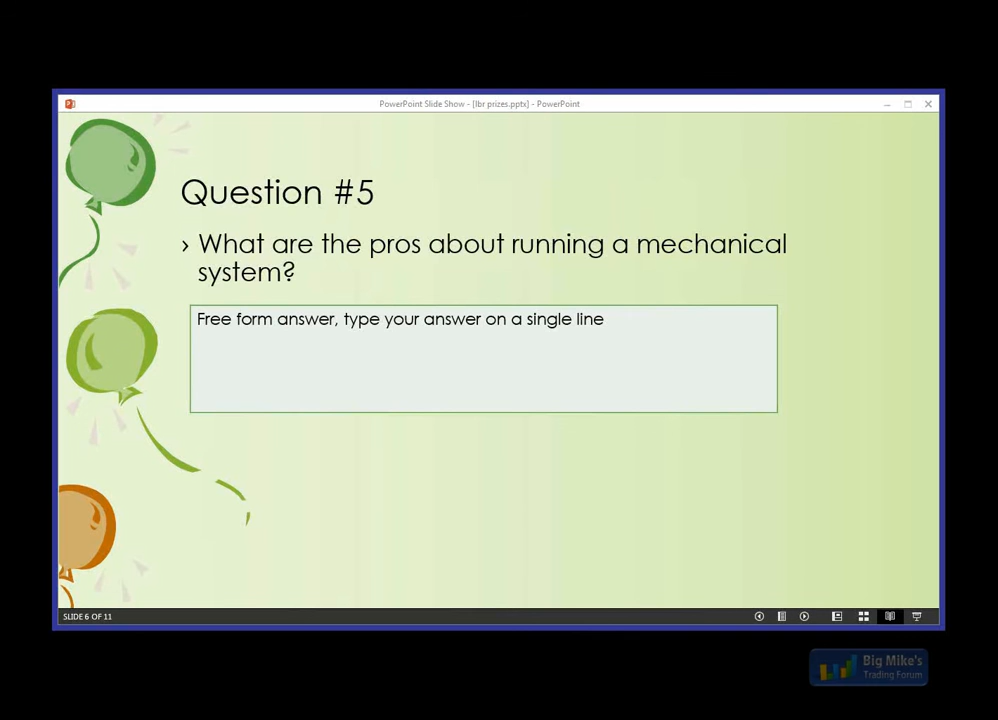 PowerPoint Slide Show - [lbr prizes.pptx] - PowerPoint
Question #5
› What are the pros about running a mechanical
system?
Free form answer, type your answer on a single line
SLIDE 6 OF 11
Big Mike's
Trading Forum